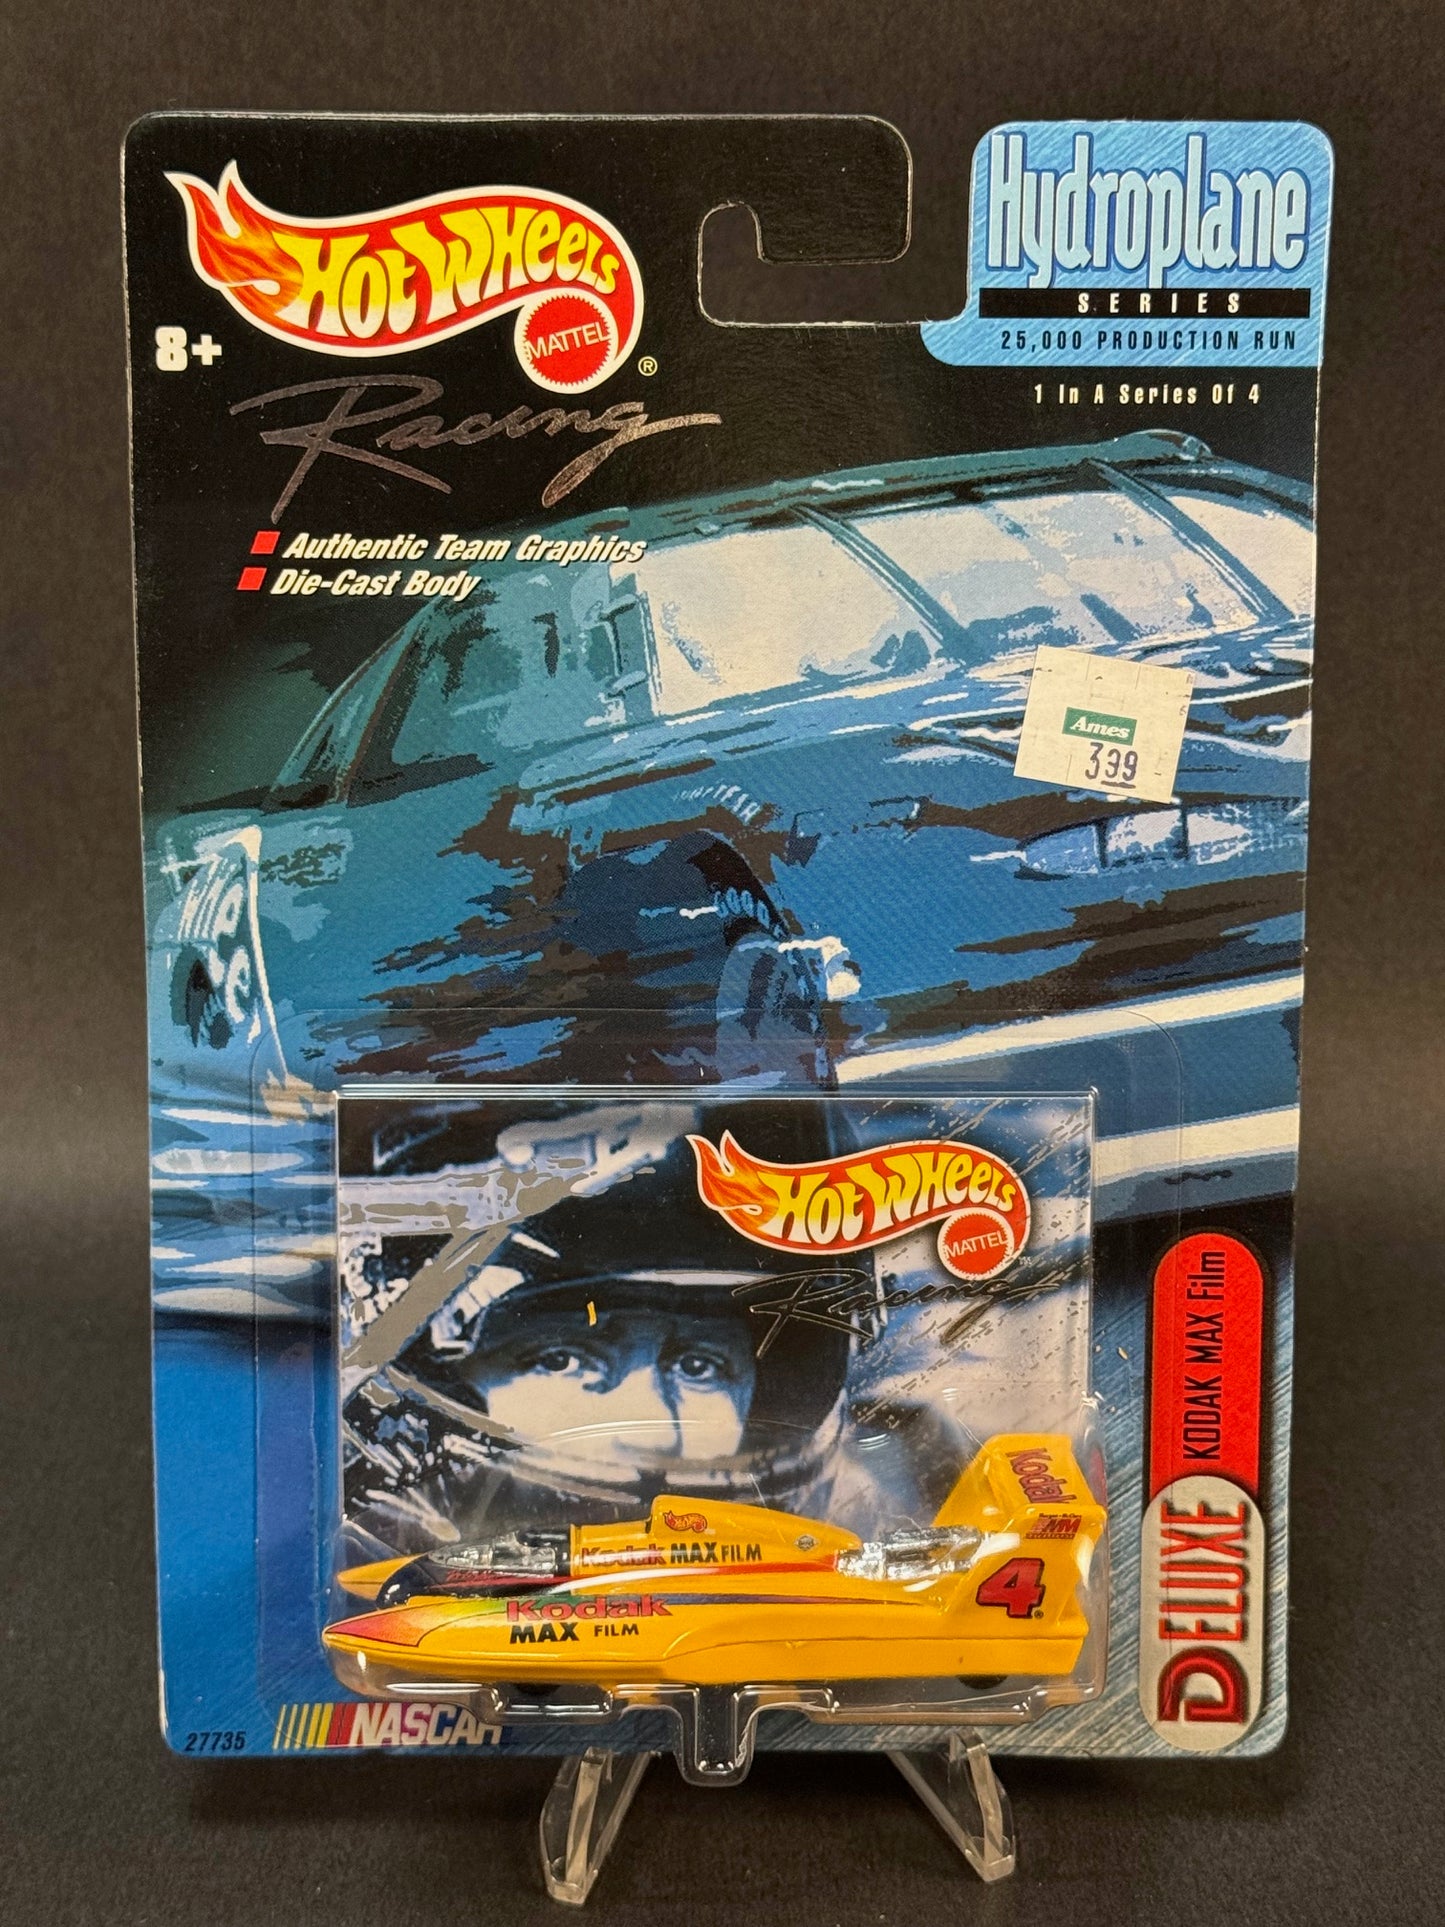 Hot Wheels
MATTEL
®
8+
Racing
Authentic Team Graphics
Die-Cast Body
Hydroplane
SERIES
25,000 PRODUCTION RUN
1 In A Series Of 4
Ames
399
Hot Wheels
MATTEL
Racing
KODAK MAX Film
DELUXE
Kodak
Kodak MAX FILM
Kodak
MAX FILM
4
27735
NASCAR